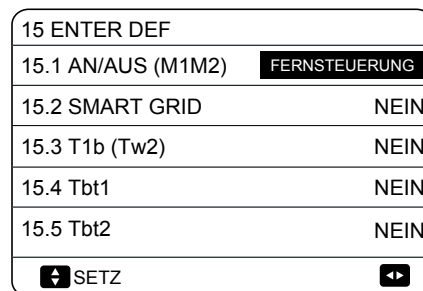 15 ENTER DEF
15.1 AN/AUS (M1M2) FERNSTEUERUNG
15.2 SMART GRID NEIN
15.3 T1b (Tw2) NEIN
15.4 Tbt1 NEIN
15.5 Tbt2 NEIN
SETZ